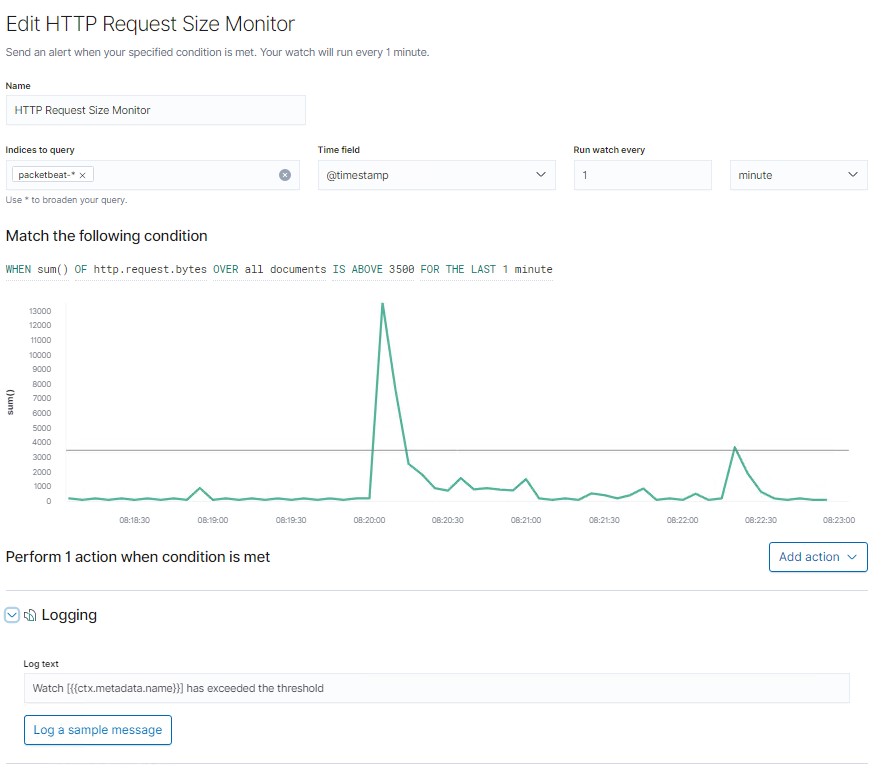 Edit HTTP Request Size Monitor
Send an alert when your specified condition is met. Your watch will run every 1 minute.
Name
HTTP Request Size Monitor
Indices to query Time field Run watch every
packetbeat-* @timestamp 1 minute
Use * to broaden your query.
Match the following condition
WHEN sum() OF http.request.bytes OVER all documents IS ABOVE 3500 FOR THE LAST 1 minute
sum()
13000
12000
11000
10000
9000
8000
7000
6000
5000
4000
3000
2000
1000
0
08:18:30 08:19:00 08:19:30 08:20:00 08:20:30 08:21:00 08:21:30 08:22:00 08:22:30 08:23:00
Perform 1 action when condition is met Add action
Logging
Log text
Watch [{{ctx.metadata.name}}] has exceeded the threshold
Log a sample message